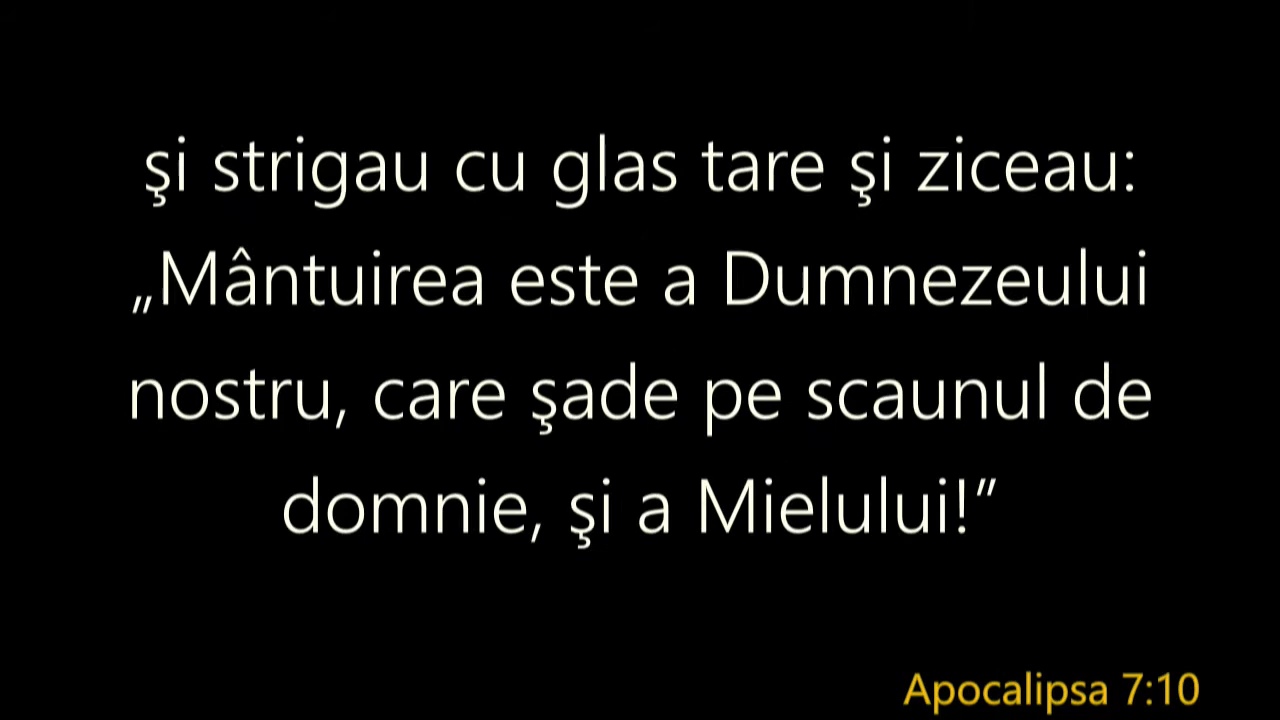 şi strigau cu glas tare şi ziceau:
„Mântuirea este a Dumnezeului
nostru, care şade pe scaunul de
domnie, şi a Mielului!”
Apocalipsa 7:10